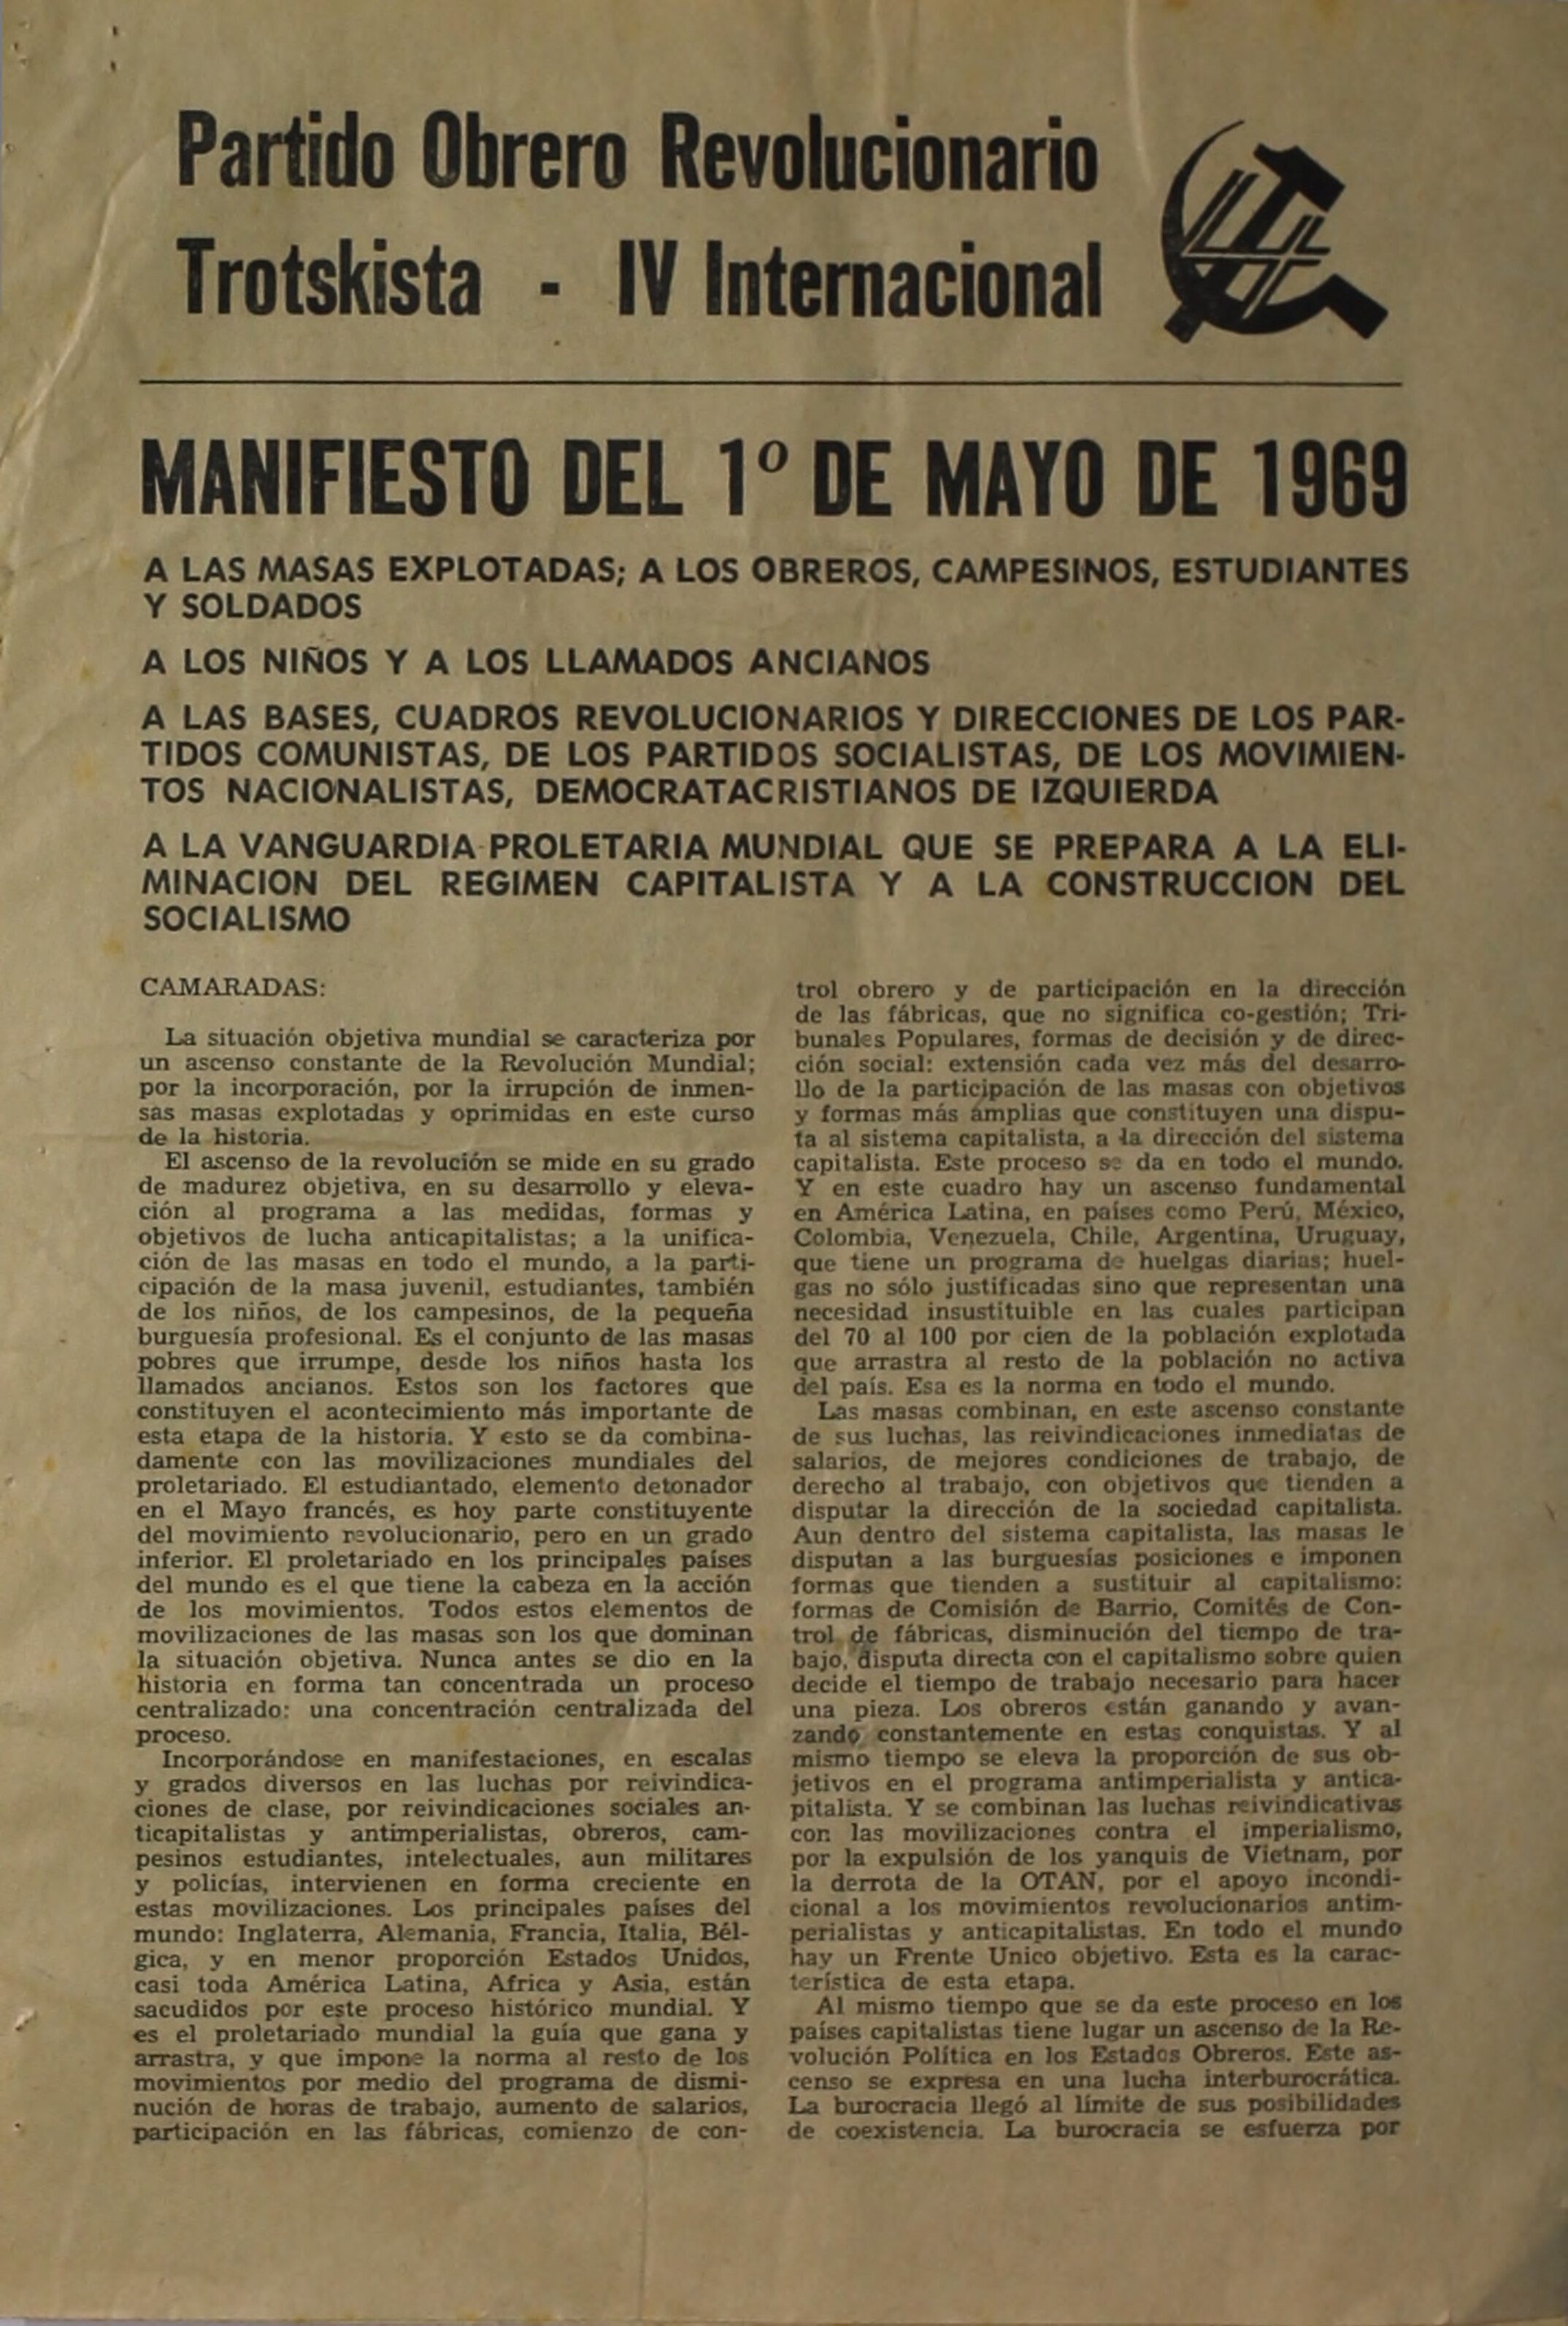 Partido Obrero Revolucionario
Trotskista - IV Internacional
MANIFIESTO DEL 1º DE MAYO DE 1969
A LAS MASAS EXPLOTADAS; A LOS OBREROS, CAMPESINOS, ESTUDIANTES
Y SOLDADOS
A LOS NIÑOS Y A LOS LLAMADOS ANCIANOS
A LAS BASES, CUADROS REVOLUCIONARIOS Y DIRECCIONES DE LOS PAR-
TIDOS COMUNISTAS, DE LOS PARTIDOS SOCIALISTAS, DE LOS MOVIMIEN-
TOS NACIONALISTAS, DEMOCRATACRISTIANOS DE IZQUIERDA
A LA VANGUARDIA PROLETARIA MUNDIAL QUE SE PREPARA A LA ELI-
MINACION DEL REGIMEN CAPITALISTA Y A LA CONSTRUCCION DEL
SOCIALISMO
CAMARADAS:
La situación objetiva mundial se caracteriza por
un ascenso constante de la Revolución Mundial;
por la incorporación, por la irrupción de inmen-
sas masas explotadas y oprimidas en este curso
de la historia.
El ascenso de la revolución se mide en su grado
de madurez objetiva, en su desarrollo y eleva-
ción al programa a las medidas, formas y
objetivos de lucha anticapitalistas; a la unifica-
ción de las masas en todo el mundo, a la parti-
cipación de la masa juvenil, estudiantes, también
de los niños, de los campesinos, de la pequeña
burguesía profesional. Es el conjunto de las masas
pobres que irrumpe, desde los niños hasta los
llamados ancianos. Estos son los factores que
constituyen el acontecimiento más importante de
esta etapa de la historia. Y esto se da combina-
damente con las movilizaciones mundiales del
proletariado. El estudiantado, elemento detonador
en el Mayo francés, es hoy parte constituyente
del movimiento revolucionario, pero en un grado
inferior. El proletariado en los principales países
del mundo es el que tiene la cabeza en la acción
de los movimientos. Todos estos elementos de
movilizaciones de las masas son los que dominan
la situación objetiva. Nunca antes se dio en la
historia en forma tan concentrada un proceso
centralizado: una concentración centralizada del
proceso.
Incorporándose en manifestaciones, en escalas
y grados diversos en las luchas por reivindica-
ciones de clase, por reivindicaciones sociales an-
ticapitalistas y antimperialistas, obreros, cam-
pesinos estudiantes, intelectuales, aun militares
y policías, intervienen en forma creciente en
estas movilizaciones. Los principales países del
mundo: Inglaterra, Alemania, Francia, Italia, Bél-
gica, y en menor proporción Estados Unidos,
casi toda América Latina, Africa y Asia, están
sacudidos por este proceso histórico mundial. Y
es el proletariado mundial la guía que gana y
arrastra, y que impone la norma al resto de los
movimientos por medio del programa de dismi-
nución de horas de trabajo, aumento de salarios,
participación en las fábricas, comienzo de con-
trol obrero y de participación en la dirección
de las fábricas, que no significa co-gestión; Tri-
bunales Populares, formas de decisión y de direc-
ción social: extensión cada vez más del desarro-
llo de la participación de las masas con objetivos
y formas más amplias que constituyen una dispu-
ta al sistema capitalista, a la dirección del sistema
capitalista. Este proceso se da en todo el mundo.
Y en este cuadro hay un ascenso fundamental
en América Latina, en países como Perú, México,
Colombia, Venezuela, Chile, Argentina, Uruguay,
que tiene un programa de huelgas diarias; huel-
gas no sólo justificadas sino que representan una
necesidad insustituible en las cuales participan
del 70 al 100 por cien de la población explotada
que arrastra al resto de la población no activa
del país. Esa es la norma en todo el mundo.
Las masas combinan, en este ascenso constante
de sus luchas, las reivindicaciones inmediatas de
salarios, de mejores condiciones de trabajo, de
derecho al trabajo, con objetivos que tienden a
disputar la dirección de la sociedad capitalista.
Aun dentro del sistema capitalista, las masas le
disputan a las burguesías posiciones e imponen
formas que tienden a sustituir al capitalismo:
formas de Comisión de Barrio, Comités de Con-
trol de fábricas, disminución del tiempo de tra-
bajo, disputa directa con el capitalismo sobre quien
decide el tiempo de trabajo necesario para hacer
una pieza. Los obreros están ganando y avan-
zando constantemente en estas conquistas. Y al
mismo tiempo se eleva la proporción de sus ob-
jetivos en el programa antimperialista y antica-
pitalista. Y se combinan las luchas reivindicativas
con las movilizaciones contra el imperialismo,
por la expulsión de los yanquis de Vietnam, por
la derrota de la OTAN, por el apoyo incondi-
cional a los movimientos revolucionarios antim-
perialistas y anticapitalistas. En todo el mundo
hay un Frente Unico objetivo. Esta es la carac-
terística de esta etapa.
Al mismo tiempo que se da este proceso en los
países capitalistas tiene lugar un ascenso de la Re-
volución Política en los Estados Obreros. Este as-
censo se expresa en una lucha interburocrática.
La burocracia llegó al límite de sus posibilidades
de coexistencia. La burocracia se esfuerza por